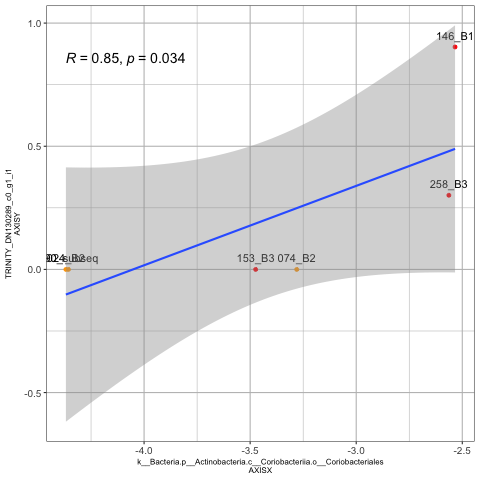 1.0
0.5
0.0
-0.5
R = 0.85, p = 0.034
146_B1
258_B3
153_B3
074_B2
-4.0
-3.5
-3.0
-2.5
k__Bacteria.p__Actinobacteria.c__Coriobacteriia.o__Coriobacteriales
AXISX
TRINITY_DN130289_c0_g1_i1
AXISY